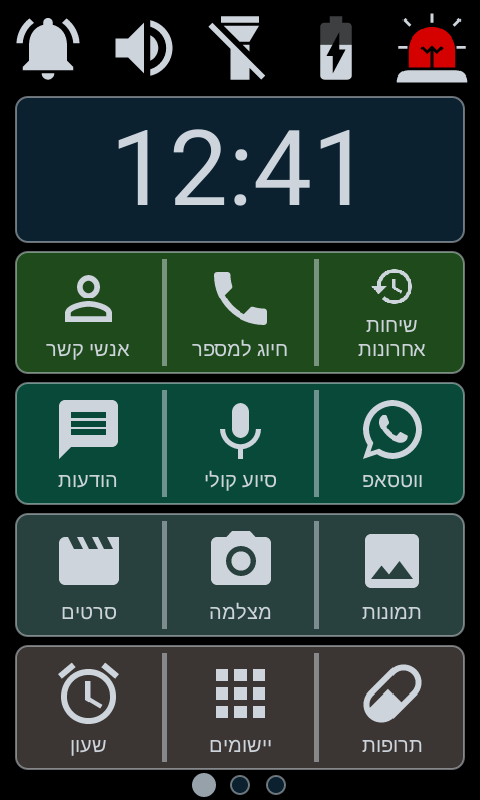 12:41
שיחות
אחרונות
חיוג למספר
אנשי קשר
ווטסאפ
סיוע קולי
הודעות
תמונות
מצלמה
סרטים
תרופות
יישומים
שעון